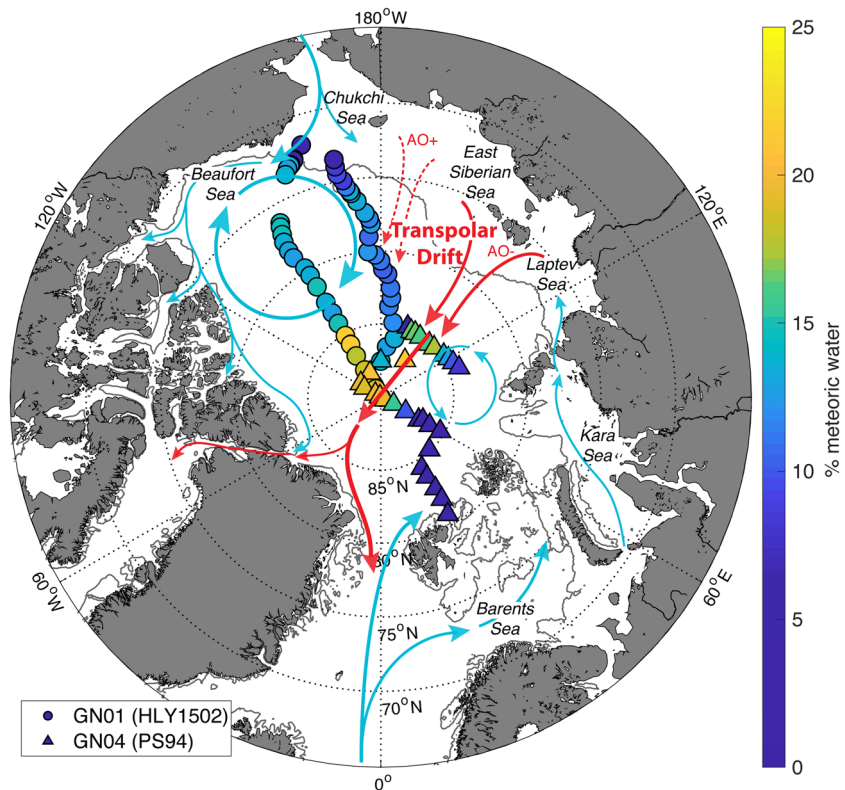 180°W
25
Chukchi
Sea
AO+
East
Siberian
Sea
20
Beaufort
Sea
120°W
120°E
Transpolar
Drift
AO-
Laptev
Sea
15
% meteoric water
10
Kara
Sea
85°N
80°N
60°W
60°E
Barents
Sea
75°N
5
70°N
GN01 (HLY1502)
GN04 (PS94)
0°
0